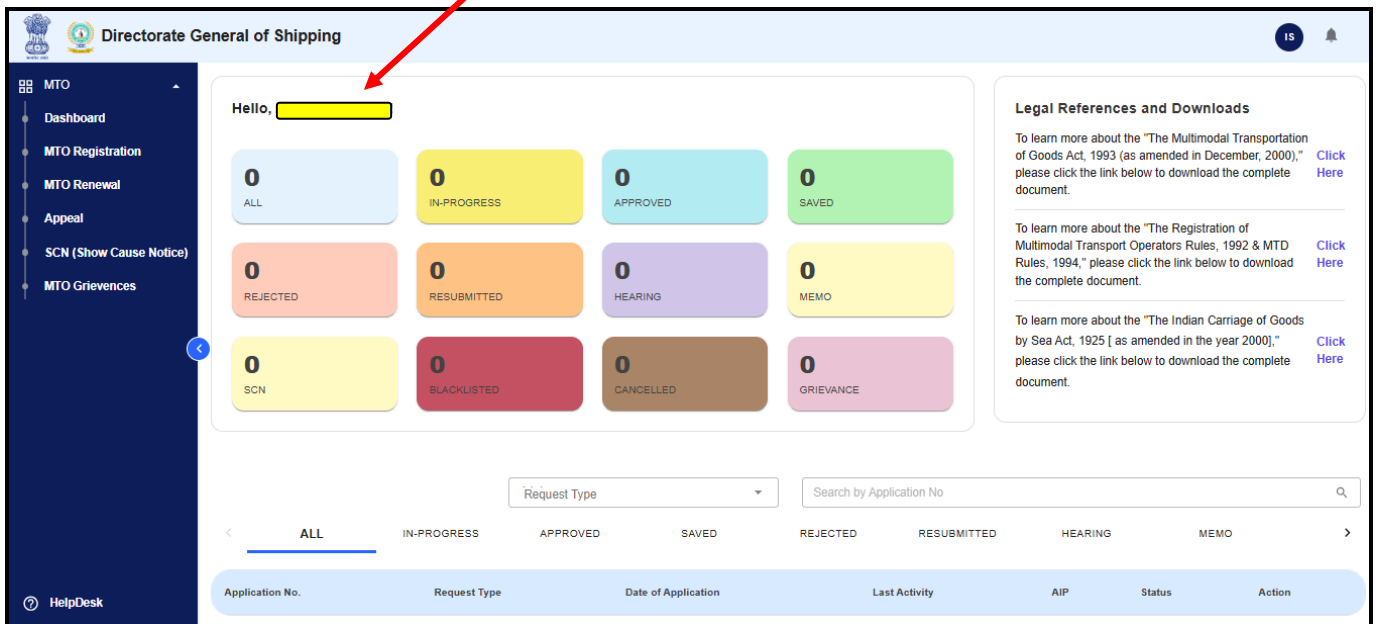 Directorate General of Shipping
IS
MTO
Dashboard
MTO Registration
MTO Renewal
Appeal
SCN (Show Cause Notice)
MTO Grievences
HelpDesk
Hello,
0
ALL
0
IN-PROGRESS
0
APPROVED
0
SAVED
0
REJECTED
0
RESUBMITTED
0
HEARING
0
MEMO
0
SCN
0
BLACKLISTED
0
CANCELLED
0
GRIEVANCE
Legal References and Downloads
To learn more about the "The Multimodal Transportation
of Goods Act, 1993 (as amended in December, 2000),"
please click the link below to download the complete
document.
Click
Here
To learn more about the "The Registration of
Multimodal Transport Operators Rules, 1992 & MTD
Rules, 1994," please click the link below to download
the complete document.
Click
Here
To learn more about the "The Indian Carriage of Goods
by Sea Act, 1925 [ as amended in the year 2000],"
please click the link below to download the complete
document.
Click
Here
Request Type
Search by Application No
ALL IN-PROGRESS APPROVED SAVED REJECTED RESUBMITTED HEARING MEMO
Application No. Request Type Date of Application Last Activity AIP Status Action